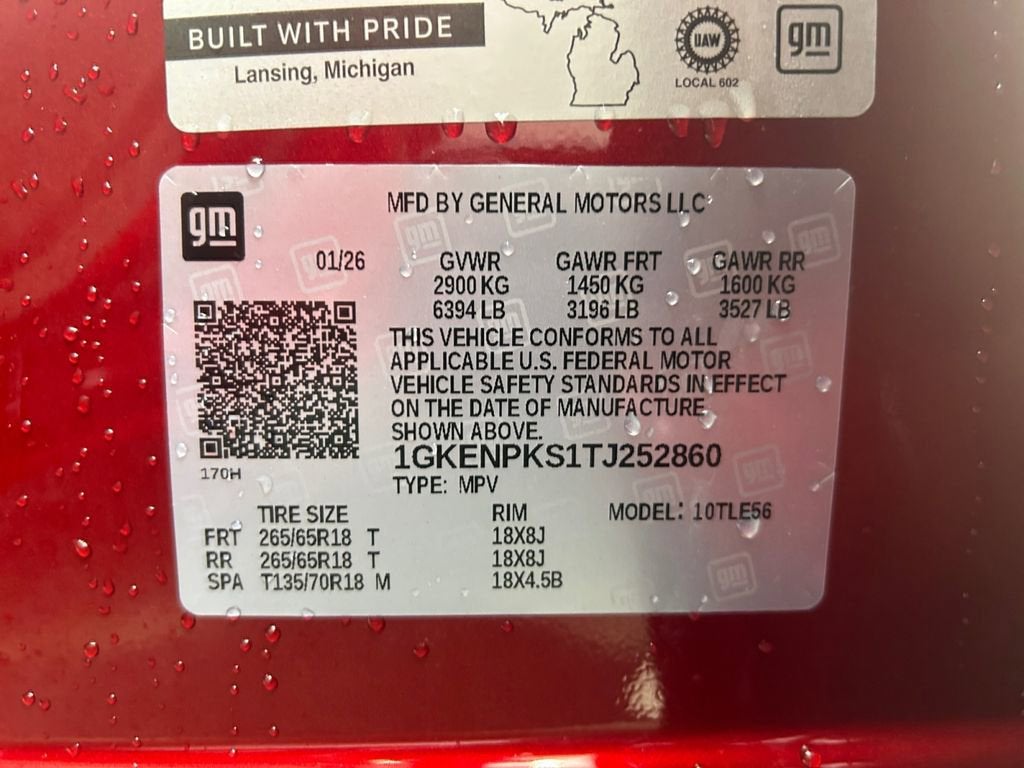 BUILT WITH PRIDE
Lansing, Michigan
UAW
LOCAL 602
gm
gm
MFD BY GENERAL MOTORS LLC
01/26 GVWR GAWR FRT GAWR RR
2900 KG 1450 KG 1600 KG
6394 LB 3196 LB 3527 LB
THIS VEHICLE CONFORMS TO ALL
APPLICABLE U.S. FEDERAL MOTOR
VEHICLE SAFETY STANDARDS IN EFFECT
ON THE DATE OF MANUFACTURE
SHOWN ABOVE.
1GKENPKS1TJ252860
170H
TYPE: MPV
TIRE SIZE RIM MODEL: 10TLE56
FRT 265/65R18 T 18X8J
RR 265/65R18 T 18X8J
SPA T135/70R18 M 18X4.5B